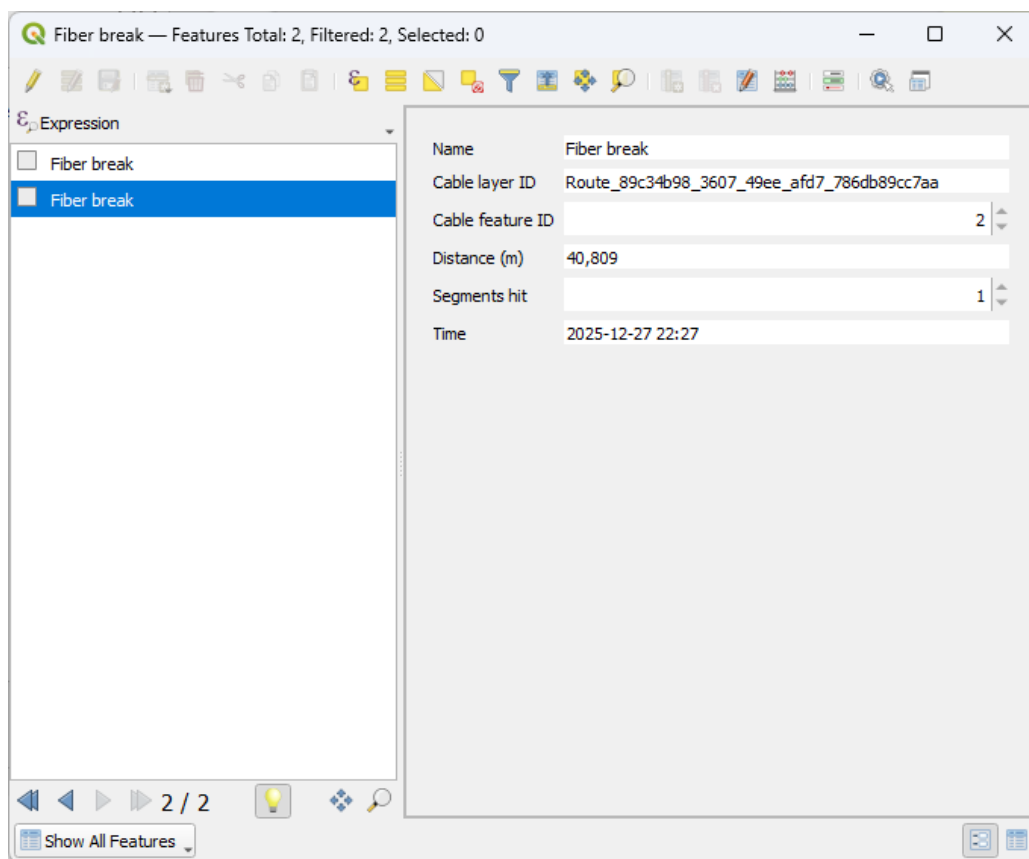 Fiber break — Features Total: 2, Filtered: 2, Selected: 0
Expression
Fiber break
Fiber break
Name Fiber break
Cable layer ID Route_89c34b98_3607_49ee_afd7_786db89cc7aa
Cable feature ID 2
Distance (m) 40,809
Segments hit 1
Time 2025-12-27 22:27
2 / 2
Show All Features